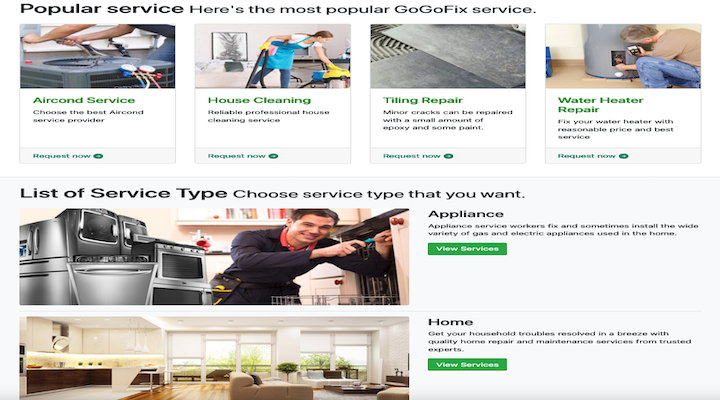 Popular service Here's the most popular GoGoFix service.
Aircond Service
Choose the best Aircond
service provider
Request now
House Cleaning
Reliable professional house
cleaning service
Request now
Tiling Repair
Minor cracks can be repaired
with a small amount of
epoxy and some paint.
Request now
Water Heater
Repair
Fix your water heater with
reasonable price and best
service
Request now
List of Service Type Choose service type that you want.
Appliance
Appliance service workers fix and sometimes install the wide
variety of gas and electric appliances used in the home.
View Services
Home
Get your household troubles resolved in a breeze with
quality home repair and maintenance services from trusted
experts.
View Services